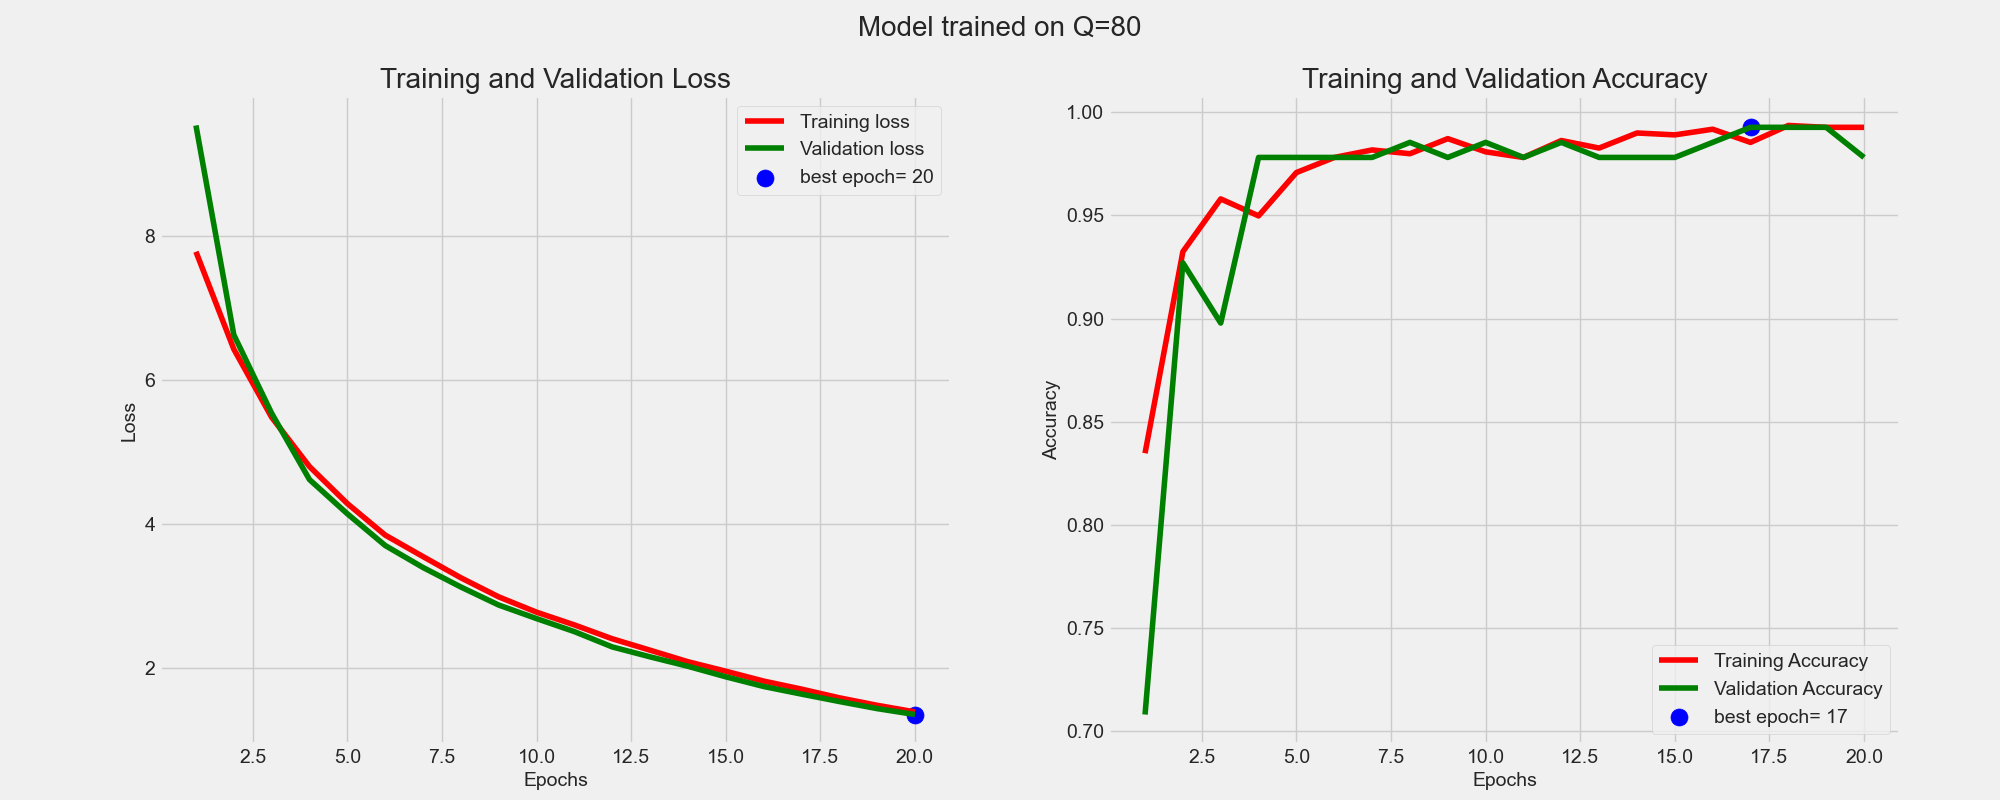 Model trained on Q=80
Training and Validation Loss
Training loss
Validation loss
best epoch= 20
8
6
4
2
Loss
2.5 5.0 7.5 10.0 12.5 15.0 17.5 20.0
Epochs
Training and Validation Accuracy
1.00
0.95
0.90
0.85
0.80
0.75
0.70
Accuracy
Training Accuracy
Validation Accuracy
best epoch= 17
2.5 5.0 7.5 10.0 12.5 15.0 17.5 20.0
Epochs